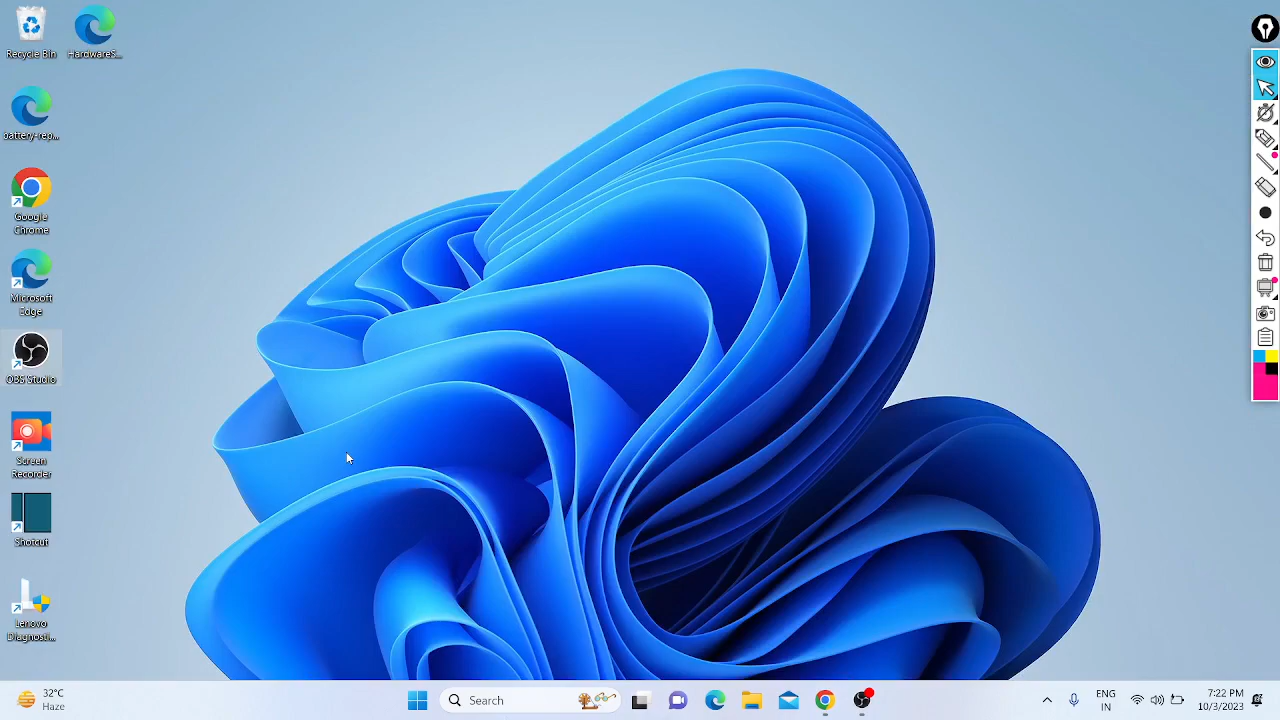 Recycle Bin
HardwareS...
battery-rep...
Google
Chrome
Microsoft
Edge
OBS Studio
Screen
Recorder
Shotcut
Lenovo
Diagnosti...
32°C
Haze
Search
ENG
IN
7:22 PM
10/3/2023